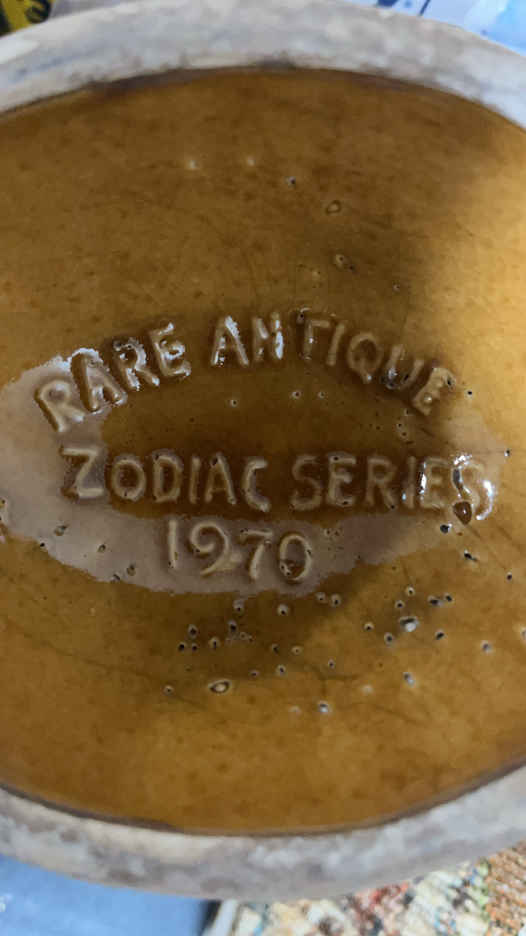 RARE ANTIQUE
ZODIAC SERIES
1970